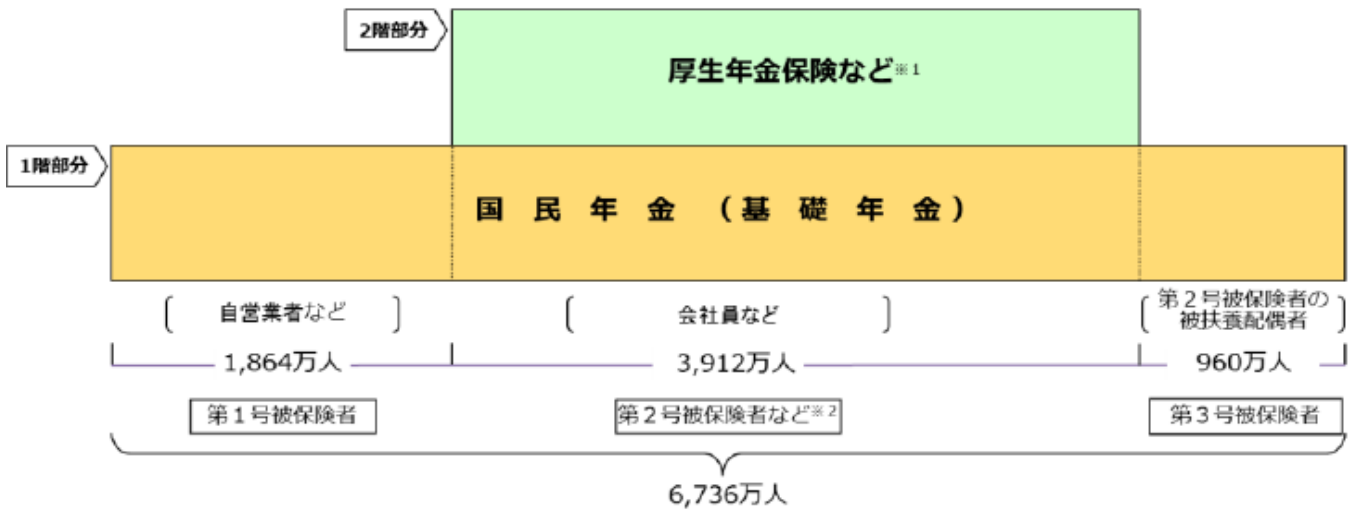 2階部分
厚生年金保険など※1
1階部分
国民年金(基礎年金)
自営業者など
会社員など
第2号被保険者の
被扶養配偶者
1,864万人
3,912万人
960万人
第1号被保険者
第2号被保険者など※2
第3号被保険者
6,736万人